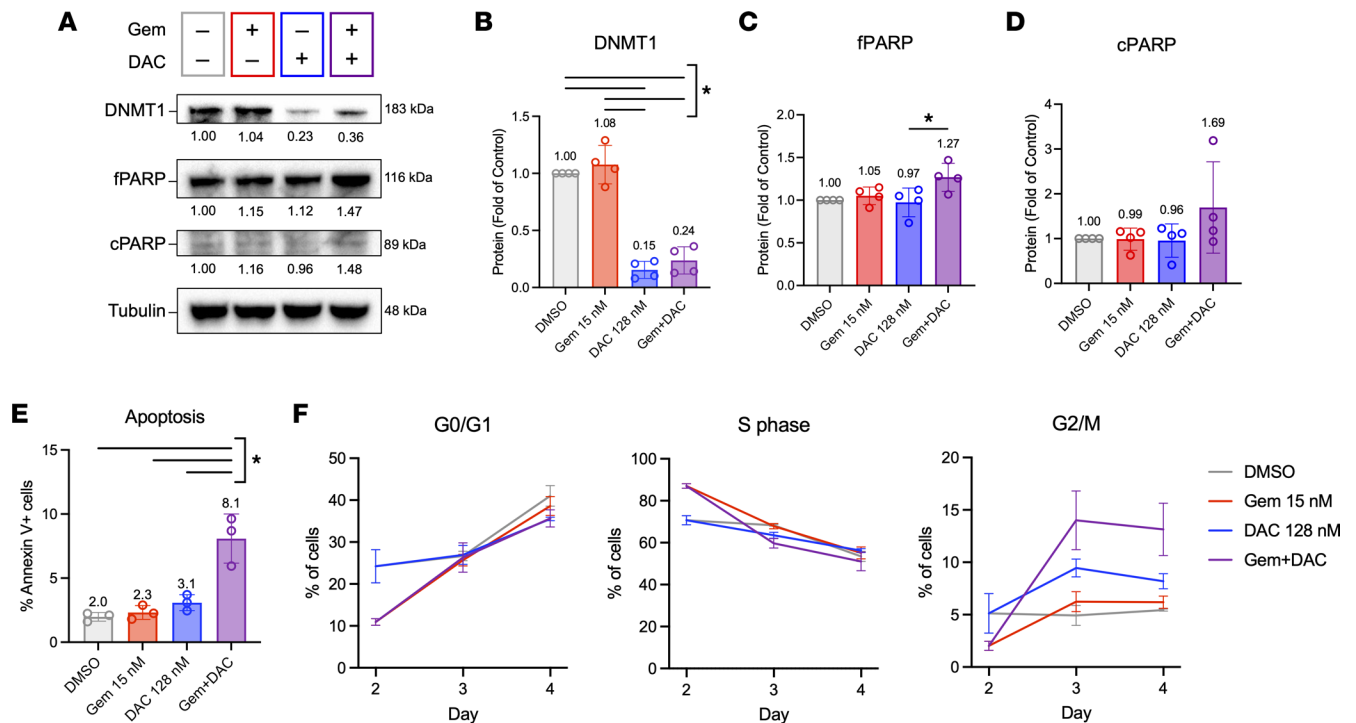 A
Gem – + – +
DAC – – + +
DNMT1 183 kDa
1.00 1.04 0.23 0.36
fPARP 116 kDa
1.00 1.15 1.12 1.47
cPARP 89 kDa
1.00 1.16 0.96 1.48
Tubulin 48 kDa
B
DNMT1
*
Protein (Fold of Control)
1.5
1.0
0.5
0.0
1.00 1.08 0.15 0.24
DMSO
Gem 15 nM
DAC 128 nM
Gem+DAC
C
fPARP
*
Protein (Fold of Control)
2.0
1.5
1.0
0.5
0.0
1.00 1.05 0.97 1.27
DMSO
Gem 15 nM
DAC 128 nM
Gem+DAC
D
cPARP
Protein (Fold of Control)
4
3
2
1
0
1.00 0.99 0.96 1.69
DMSO
Gem 15 nM
DAC 128 nM
Gem+DAC
E
Apoptosis
*
% Annexin V+ cells
15
10
5
0
2.0 2.3 3.1 8.1
DMSO
Gem 15 nM
DAC 128 nM
Gem+DAC
F
G0/G1
% of cells
50
40
30
20
10
0
2 3 4
Day
S phase
% of cells
100
80
60
40
20
0
2 3 4
Day
G2/M
% of cells
20
15
10
5
0
2 3 4
Day
DMSO
Gem 15 nM
DAC 128 nM
Gem+DAC